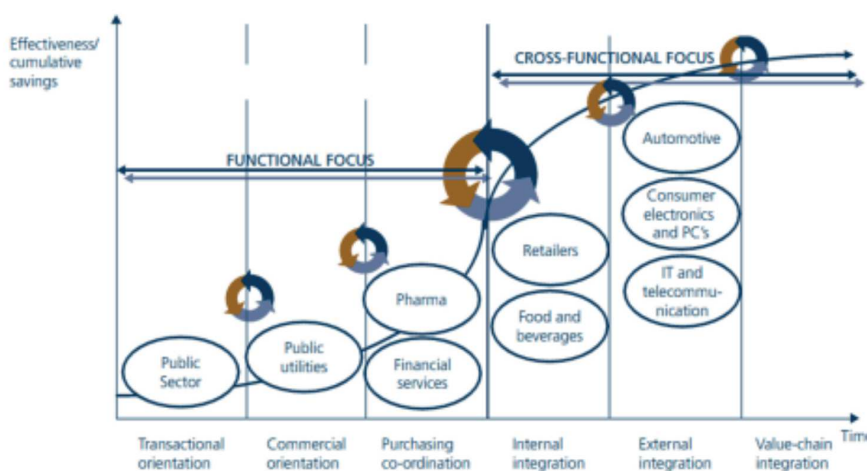 Effectiveness/
cumulative
savings
CROSS-FUNCTIONAL FOCUS
FUNCTIONAL FOCUS
Automotive
Consumer
electronics
and PC's
IT and
telecommu-
nication
Retailers
Food and
beverages
Pharma
Financial
services
Public
utilities
Public
Sector
Time
Transactional
orientation
Commercial
orientation
Purchasing
co-ordination
Internal
integration
External
integration
Value-chain
integration